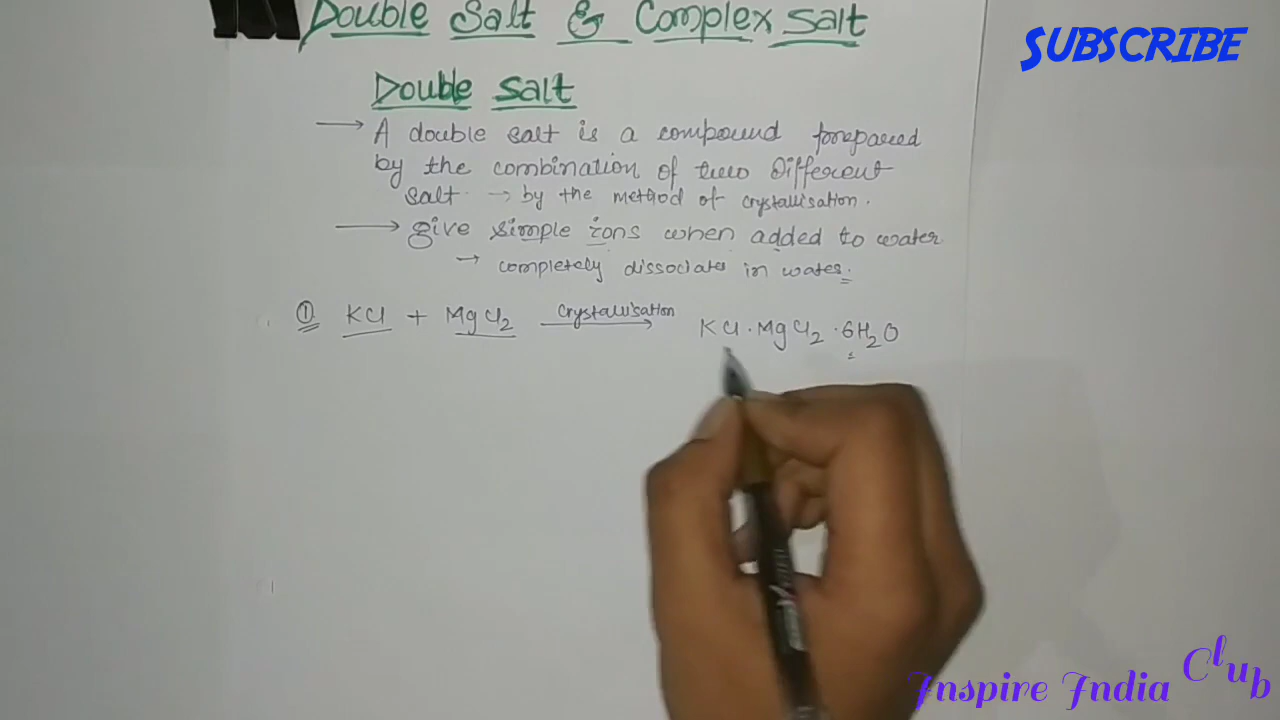 Double Salt & Complex Salt
SUBSCRIBE
Double Salt
→ A double salt is a compound prepared
by the combination of two Different
salt → by the method of crystallisation.
→ give simple ions when added to water
→ completely dissociates in water.
① KCl + MgCl₂ Crystallisation → KCl·MgCl₂·6H₂O
Inspire India Club